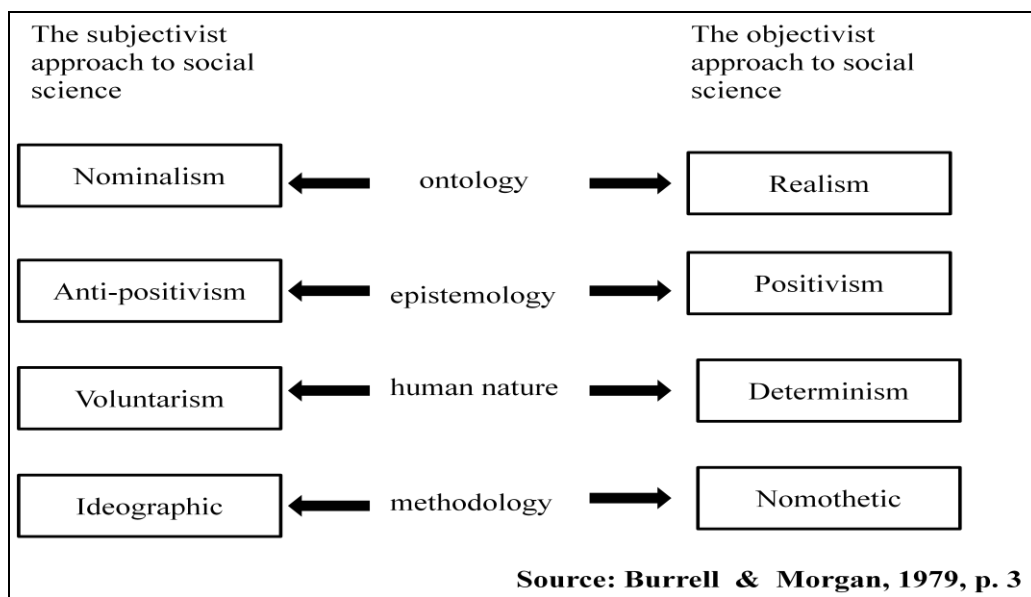 The subjectivist
approach to social
science
The objectivist
approach to social
science
Nominalism
ontology
Realism
Anti-positivism
epistemology
Positivism
Voluntarism
human nature
Determinism
Ideographic
methodology
Nomothetic
Source: Burrell & Morgan, 1979, p. 3